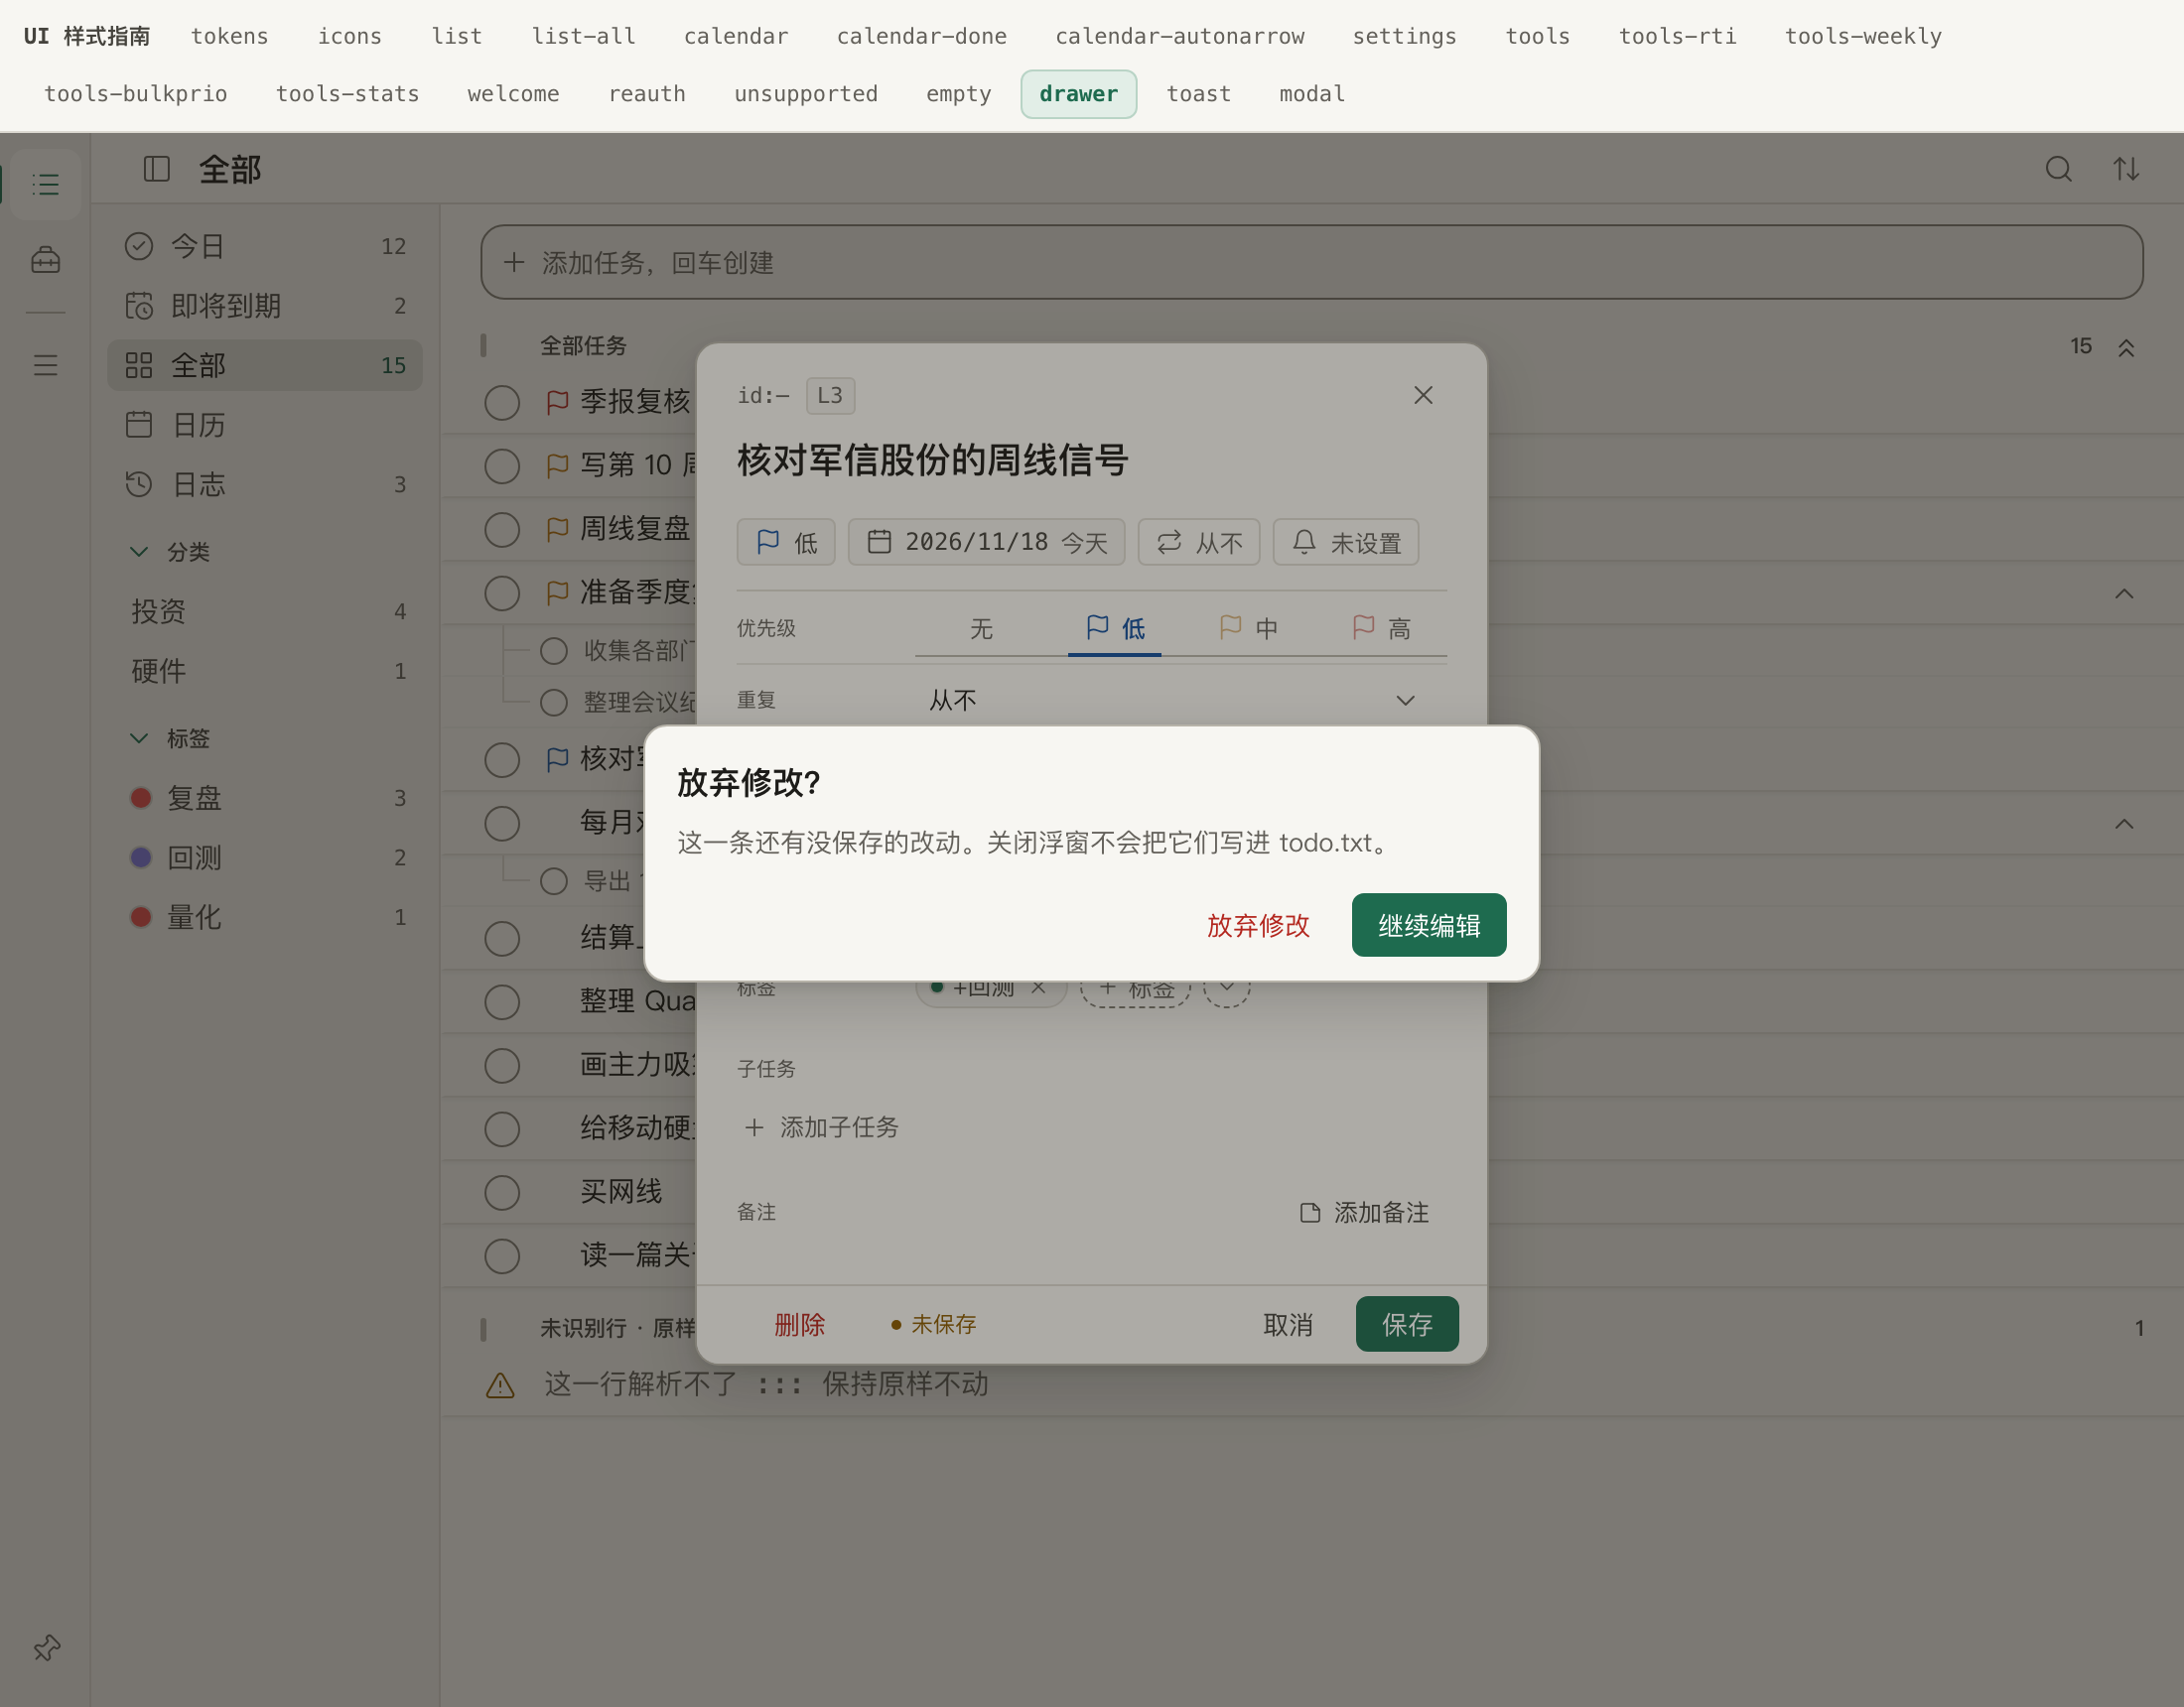 UI 样式指南 tokens icons list list-all calendar calendar-done calendar-autonarrow settings tools tools-rti tools-weekly
tools-bulkprio tools-stats welcome reauth unsupported empty drawer toast modal
全部
今日 12
即将到期 2
全部 15
日历
日志 3
分类
投资 4
硬件 1
标签
复盘 3
回测 2
量化 1
添加任务，回车创建
全部任务 15
季报复核
写第 10
周线复盘
准备季度
收集各部门
整理会议纪
核对
每月
导出
结算
整理 Qua
画主力吸
给移动硬
买网线
读一篇关
未识别行 · 原样 1
这一行解析不了 ::: 保持原样不动
id:— L3
核对军信股份的周线信号
低 2026/11/18 今天 从不 未设置
优先级 无 低 中 高
重复 从不
放弃修改？
这一条还有没保存的改动。关闭浮窗不会把它们写进 todo.txt。
放弃修改 继续编辑
标签 +回测 标签
子任务
添加子任务
备注 添加备注
删除 未保存 取消 保存